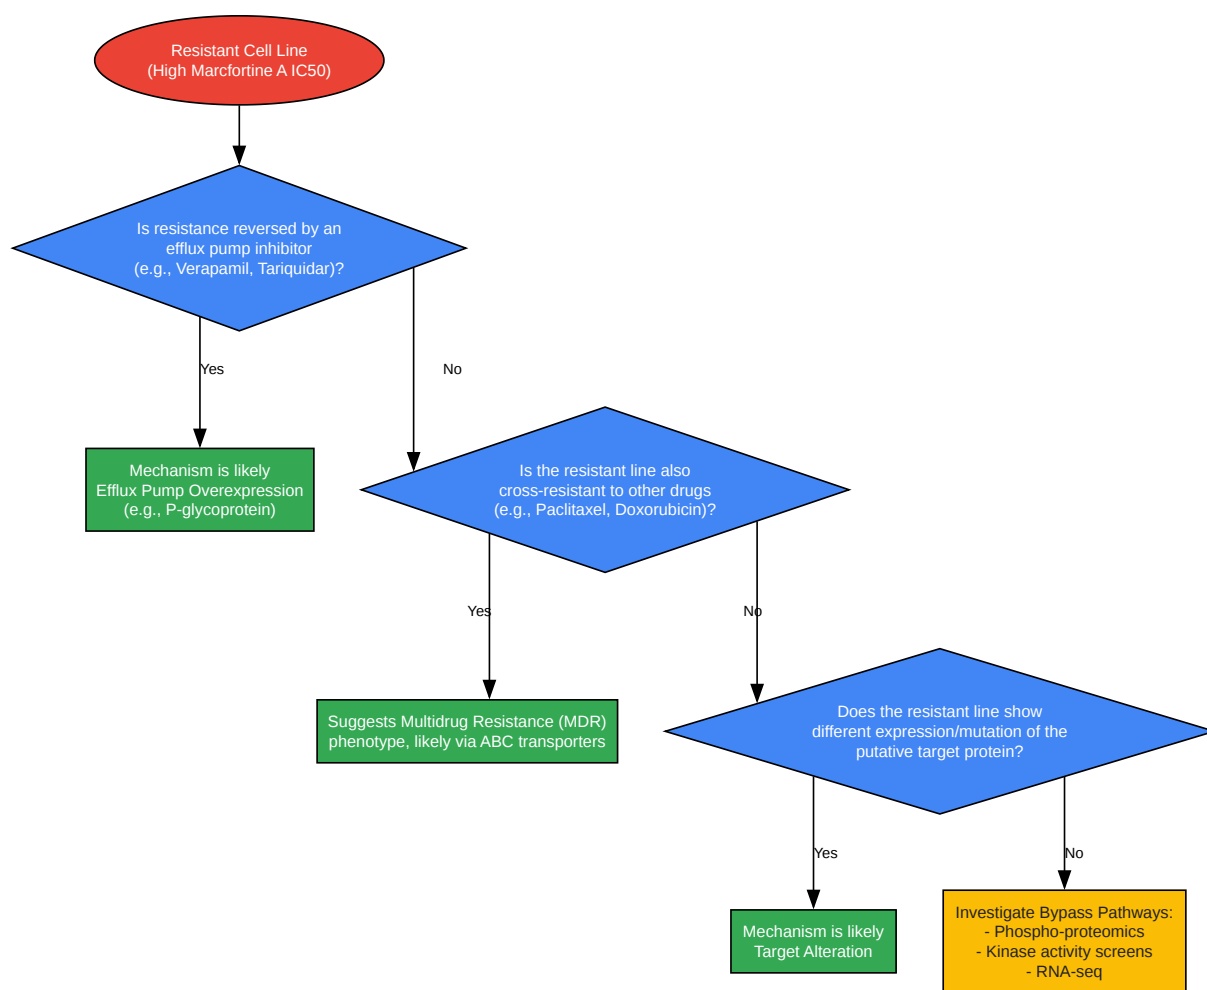 Resistant Cell Line
(High Marcfortine A IC50)
Is resistance reversed by an
efflux pump inhibitor
(e.g., Verapamil, Tariquidar)?
Yes
No
Mechanism is likely
Efflux Pump Overexpression
(e.g., P-glycoprotein)
Is the resistant line also
cross-resistant to other drugs
(e.g., Paclitaxel, Doxorubicin)?
Yes
No
Suggests Multidrug Resistance (MDR)
phenotype, likely via ABC transporters
Does the resistant line show
different expression/mutation of the
putative target protein?
Yes
No
Mechanism is likely
Target Alteration
Investigate Bypass Pathways:
- Phospho-proteomics
- Kinase activity screens
- RNA-seq